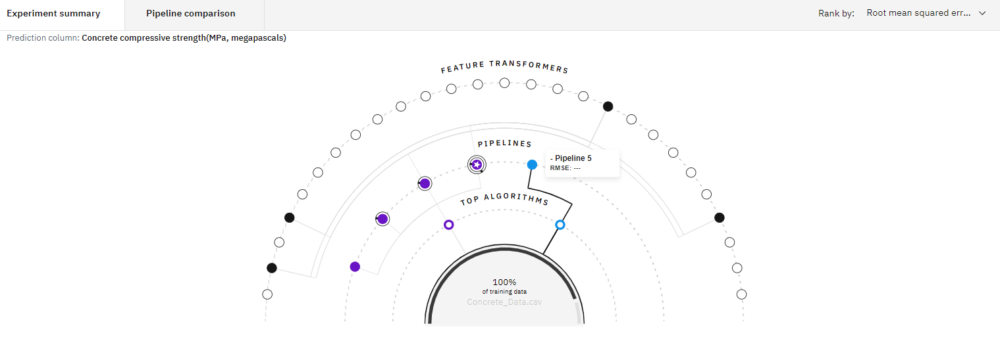 Experiment summary
Pipeline comparison
Rank by: Root mean squared err...
Prediction column: Concrete compressive strength(MPa, megapascals)
FEATURE TRANSFORMERS
PIPELINES
- Pipeline 5
RMSE: ---
TOP ALGORITHMS
100%
of training data
Concrete_Data.csv